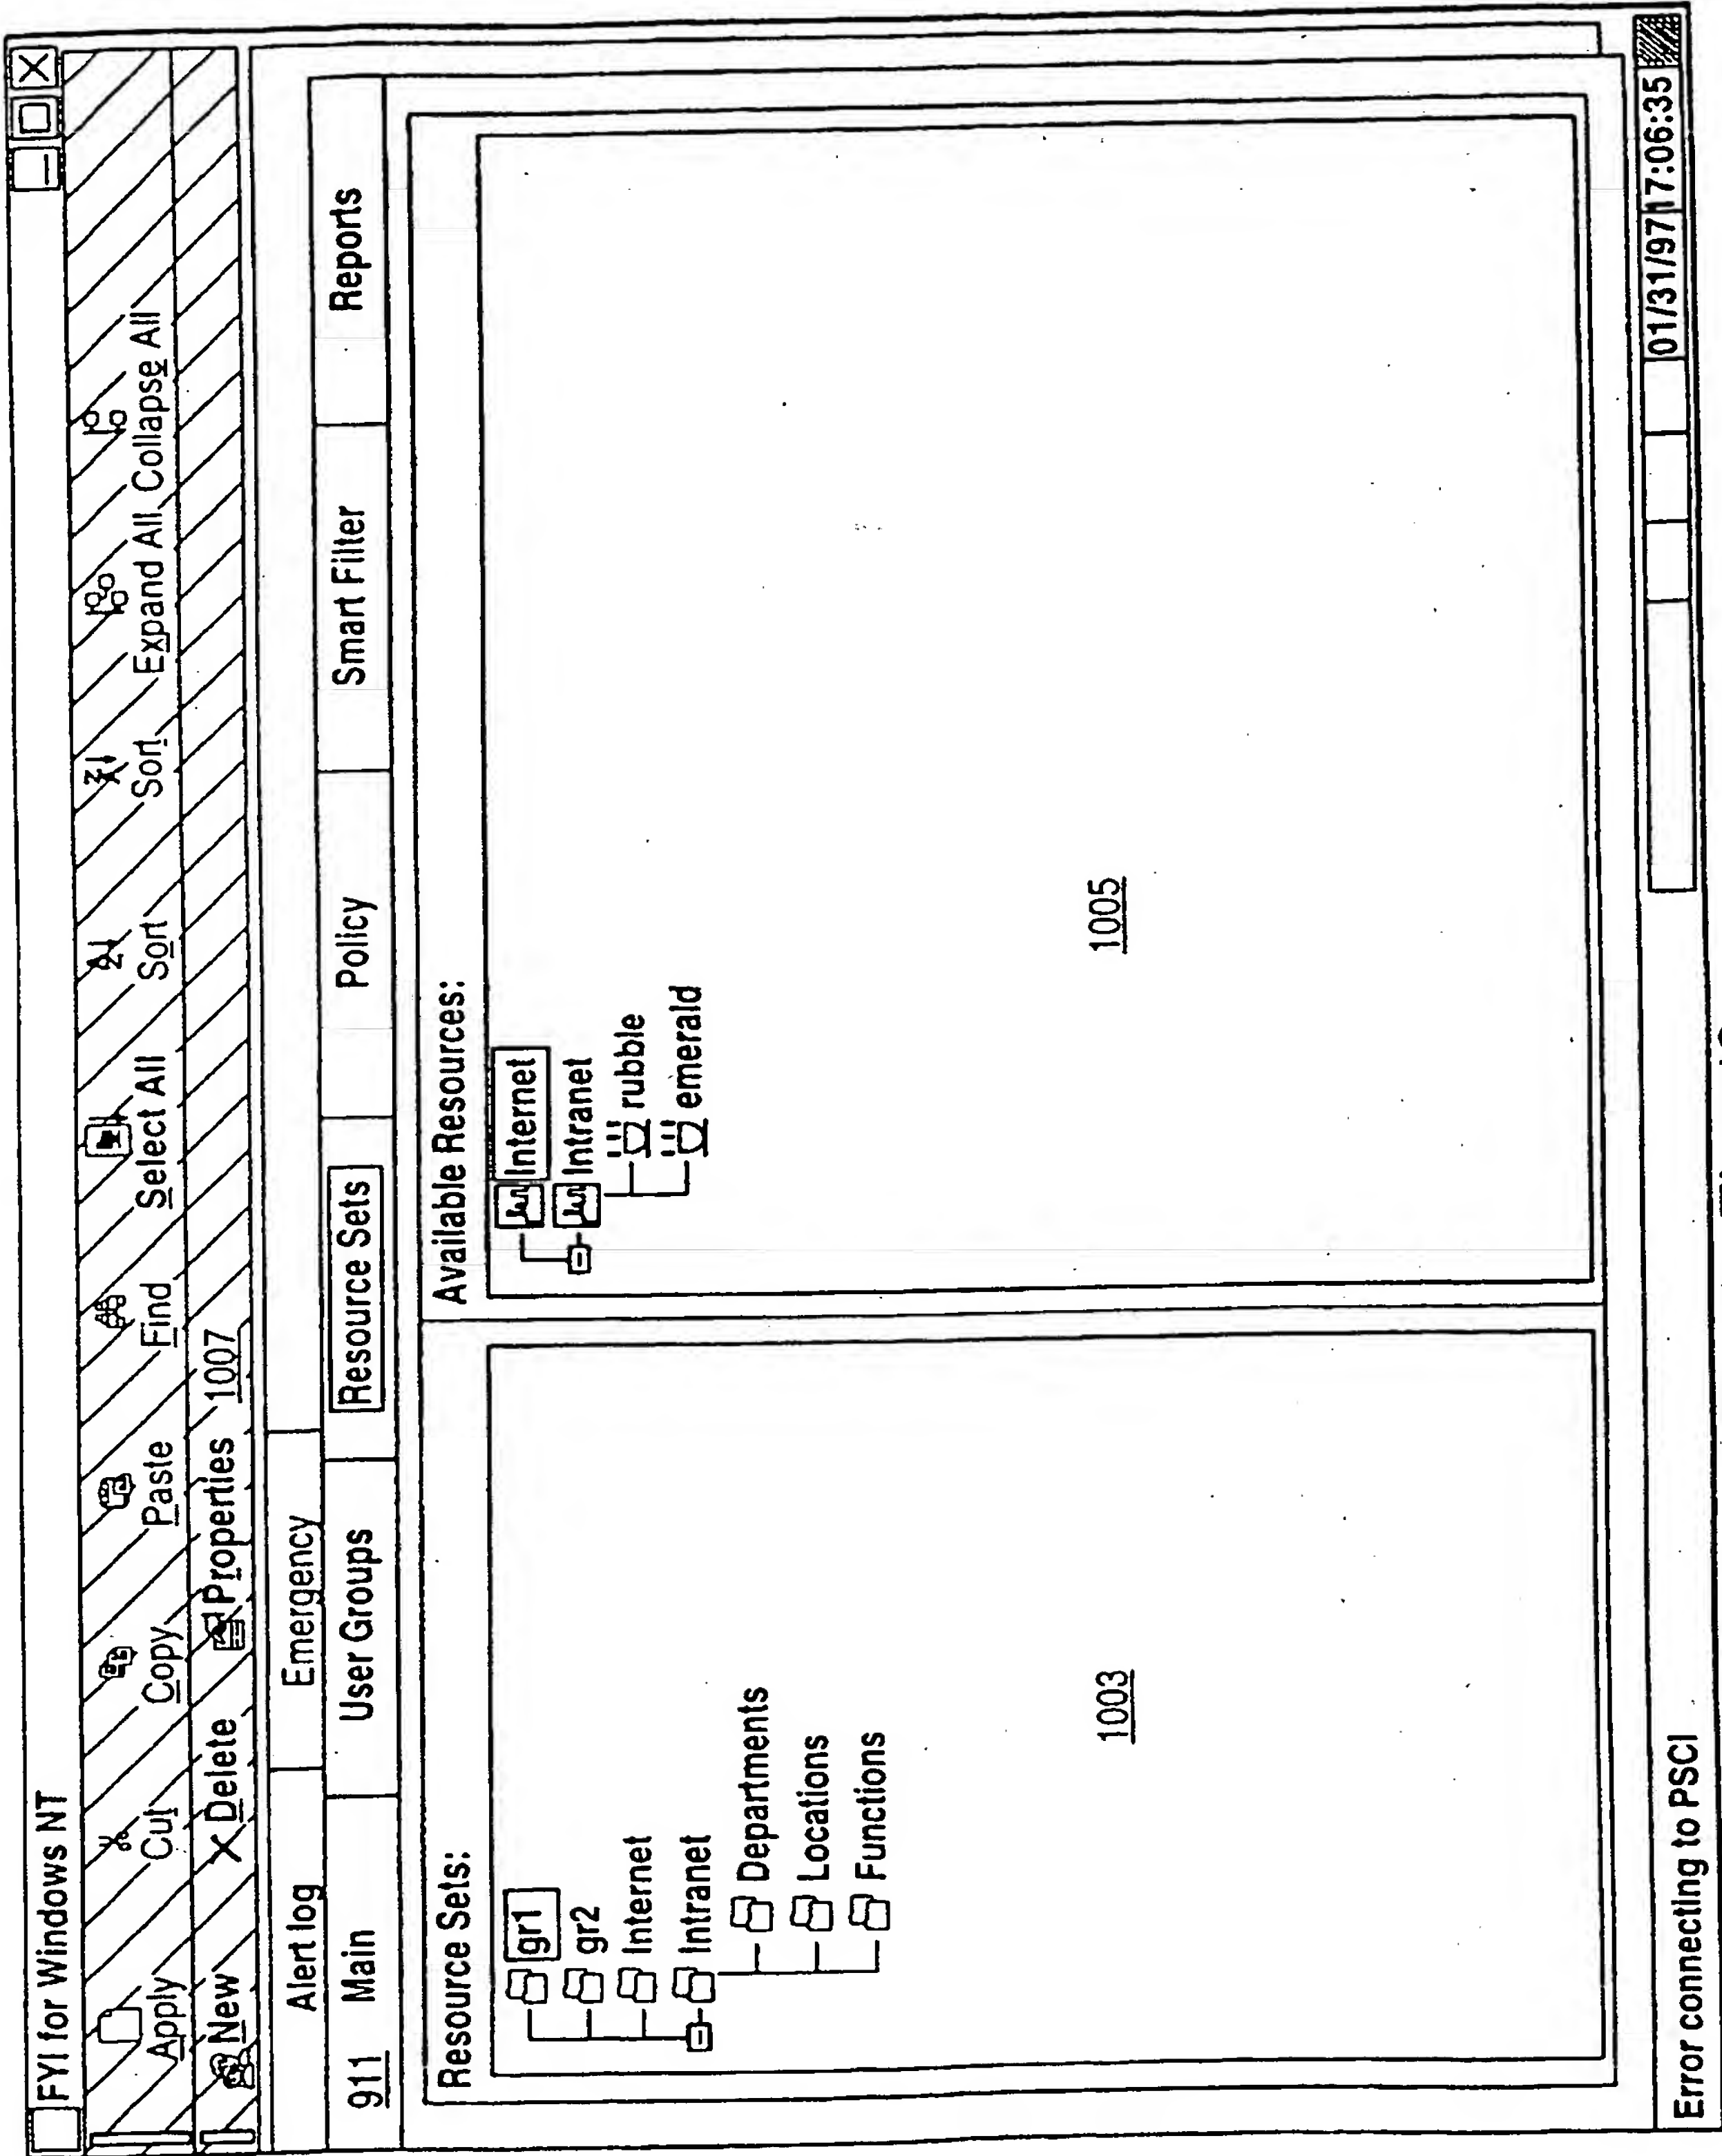 FYI for Windows NT
Apply Cut Copy Paste Find Select All Sort Sort Expand All Collapse All
New Delete Properties 1007
Alert log Emergency
911 Main User Groups Resource Sets Policy Smart Filter Reports
Resource Sets:
gr1
gr2
Internet
Intranet
Departments
Locations
Functions
1003
Available Resources:
Internet
Intranet
rubble
emerald
1005
Error connecting to PSCI 01/31/97 17:06:35